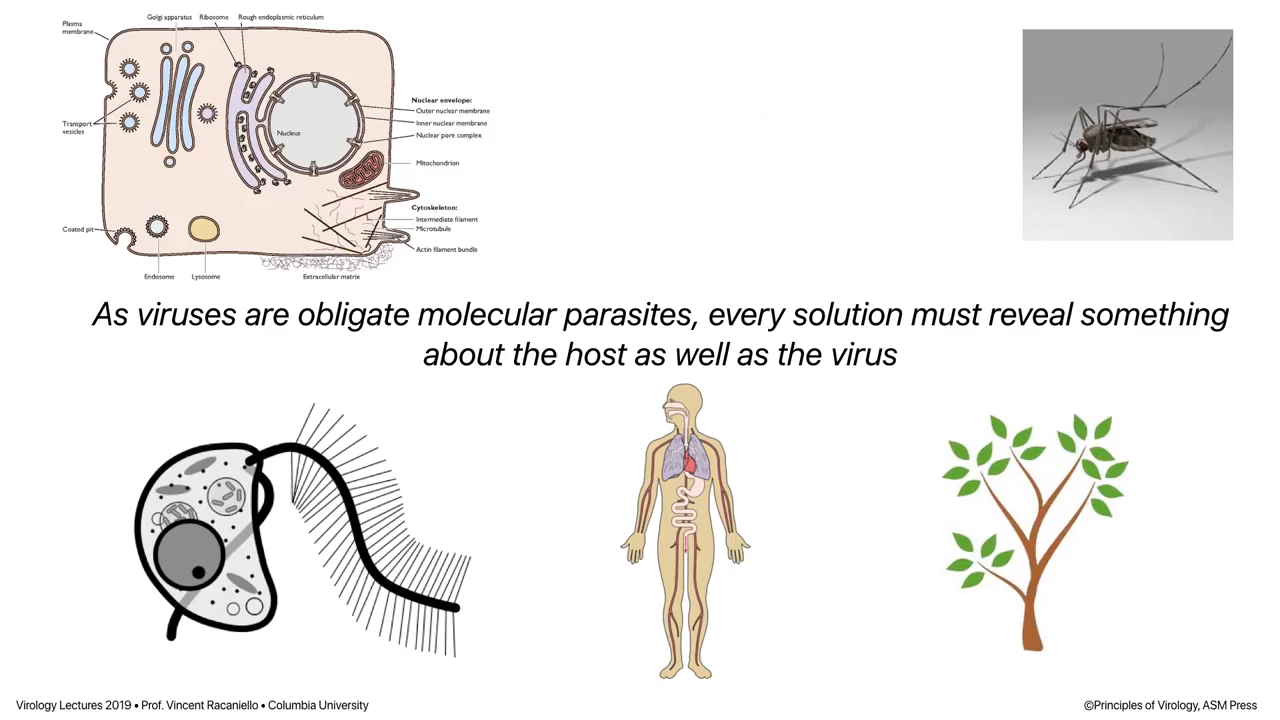 Golgi apparatus
Ribosome
Rough endoplasmic reticulum
Plasma
membrane
Nuclear envelope:
Outer nuclear membrane
Inner nuclear membrane
Nuclear pore complex
Transport
vesicles
Nucleus
Mitochondrion
Cytoskeleton:
Intermediate filament
Microtubule
Actin filament bundle
Coated pit
Endosome
Lysosome
Extracellular matrix
As viruses are obligate molecular parasites, every solution must reveal something
about the host as well as the virus
Virology Lectures 2019 • Prof. Vincent Racaniello • Columbia University
©Principles of Virology, ASM Press